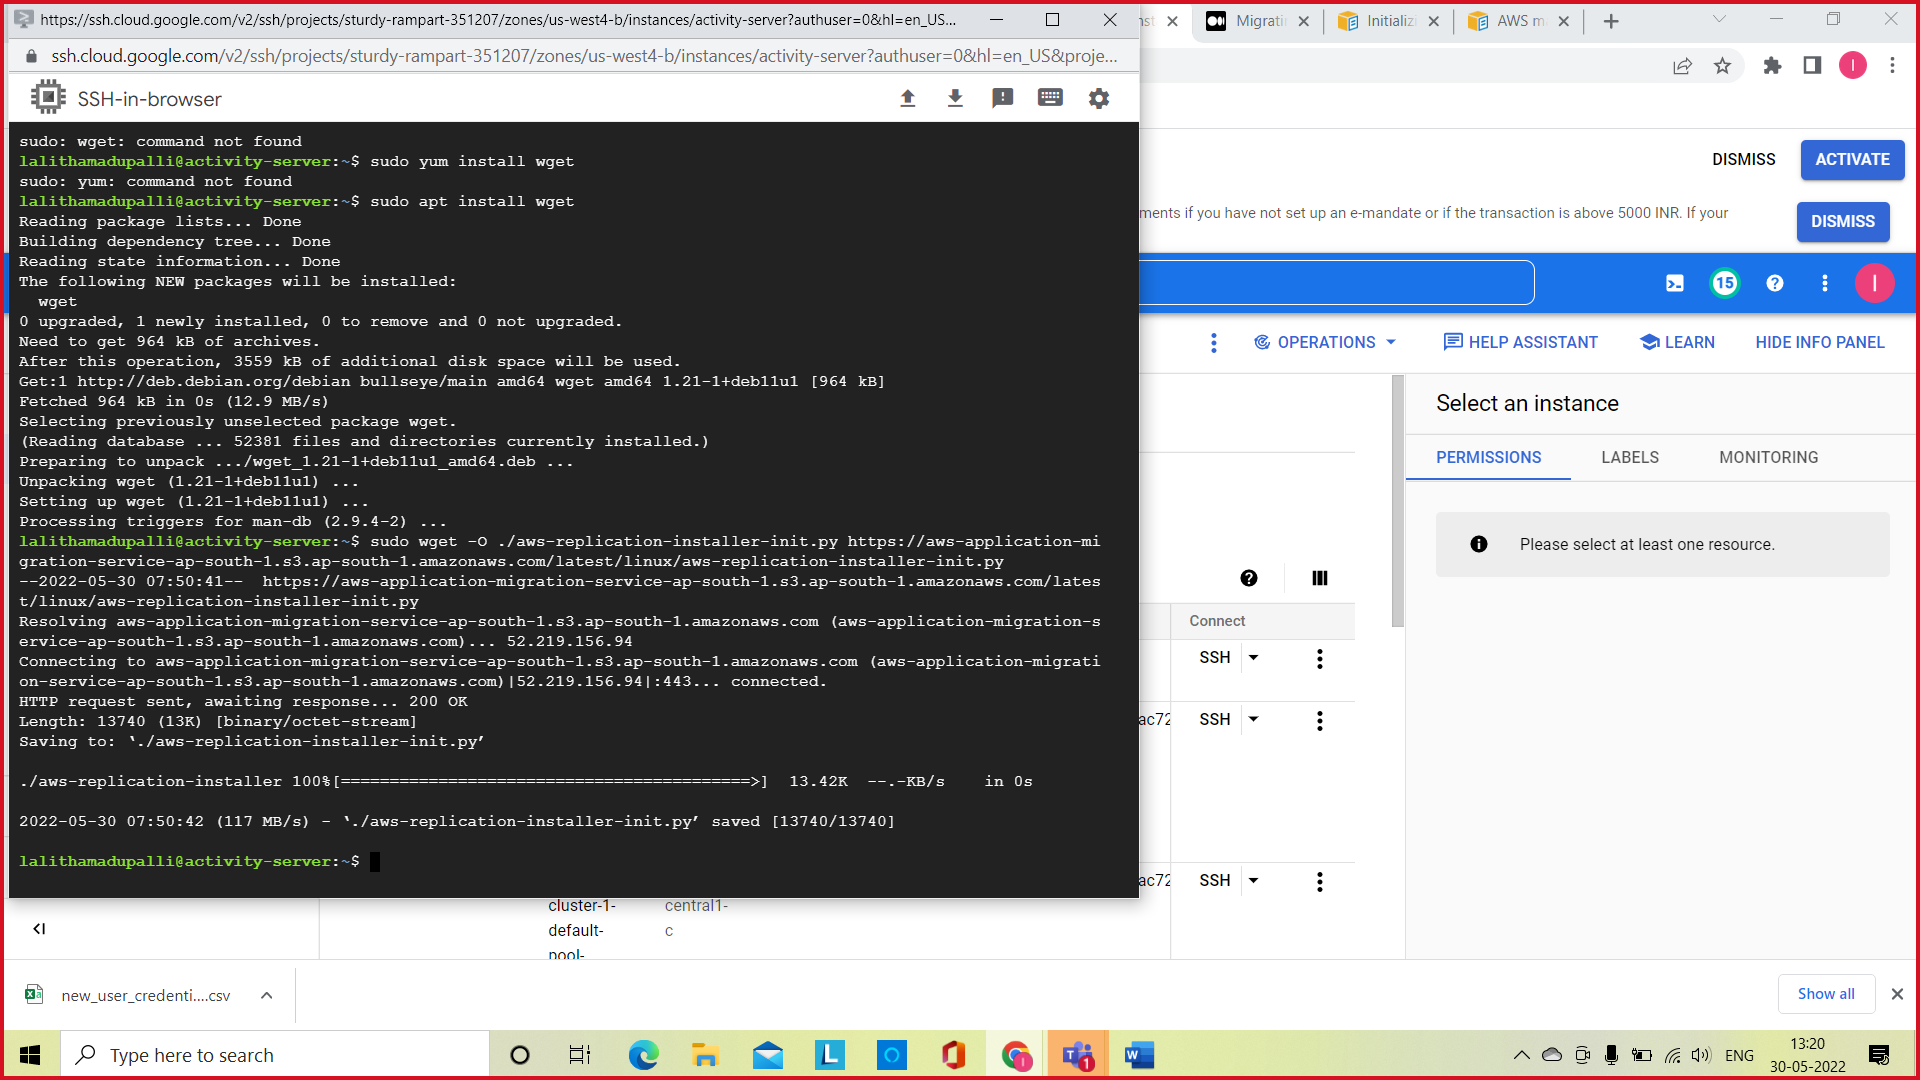 https://ssh.cloud.google.com/v2/ssh/projects/sturdy-rampart-351207/zones/us-west4-b/instances/activity-server?authuser=0&hl=en_US...
Migrati
Initializi
AWS m
ssh.cloud.google.com/v2/ssh/projects/sturdy-rampart-351207/zones/us-west4-b/instances/activity-server?authuser=0&hl=en_US&proje...
SSH-in-browser
sudo: wget: command not found
lalithamadupalli@activity-server:~$ sudo yum install wget
sudo: yum: command not found
lalithamadupalli@activity-server:~$ sudo apt install wget
Reading package lists... Done
Building dependency tree... Done
Reading state information... Done
The following NEW packages will be installed:
wget
0 upgraded, 1 newly installed, 0 to remove and 0 not upgraded.
Need to get 964 kB of archives.
After this operation, 3559 kB of additional disk space will be used.
Get:1 http://deb.debian.org/debian bullseye/main amd64 wget amd64 1.21-1+deb11u1 [964 kB]
Fetched 964 kB in 0s (12.9 MB/s)
Selecting previously unselected package wget.
(Reading database ... 52381 files and directories currently installed.)
Preparing to unpack .../wget_1.21-1+deb11u1_amd64.deb ...
Unpacking wget (1.21-1+deb11u1) ...
Setting up wget (1.21-1+deb11u1) ...
Processing triggers for man-db (2.9.4-2) ...
lalithamadupalli@activity-server:~$ sudo wget -O ./aws-replication-installer-init.py https://aws-application-mi
gration-service-ap-south-1.s3.ap-south-1.amazonaws.com/latest/linux/aws-replication-installer-init.py
--2022-05-30 07:50:41-- https://aws-application-migration-service-ap-south-1.s3.ap-south-1.amazonaws.com/lates
t/linux/aws-replication-installer-init.py
Resolving aws-application-migration-service-ap-south-1.s3.ap-south-1.amazonaws.com (aws-application-migration-s
ervice-ap-south-1.s3.ap-south-1.amazonaws.com)... 52.219.156.94
Connecting to aws-application-migration-service-ap-south-1.s3.ap-south-1.amazonaws.com (aws-application-migrati
on-service-ap-south-1.s3.ap-south-1.amazonaws.com)|52.219.156.94|:443... connected.
HTTP request sent, awaiting response... 200 OK
Length: 13740 (13K) [binary/octet-stream]
Saving to: ‘./aws-replication-installer-init.py’
./aws-replication-installer 100%[==========================================>] 13.42K --.-KB/s in 0s
2022-05-30 07:50:42 (117 MB/s) - ‘./aws-replication-installer-init.py’ saved [13740/13740]
lalithamadupalli@activity-server:~$
DISMISS
ACTIVATE
ments if you have not set up an e-mandate or if the transaction is above 5000 INR. If your
DISMISS
15
I
OPERATIONS
HELP ASSISTANT
LEARN
HIDE INFO PANEL
Select an instance
PERMISSIONS
LABELS
MONITORING
Please select at least one resource.
Connect
SSH
ac72
SSH
ac72
SSH
cluster-1-
default-
pool-
central1-
c
new_user_credenti....csv
Show all
Type here to search
ENG
13:20
30-05-2022